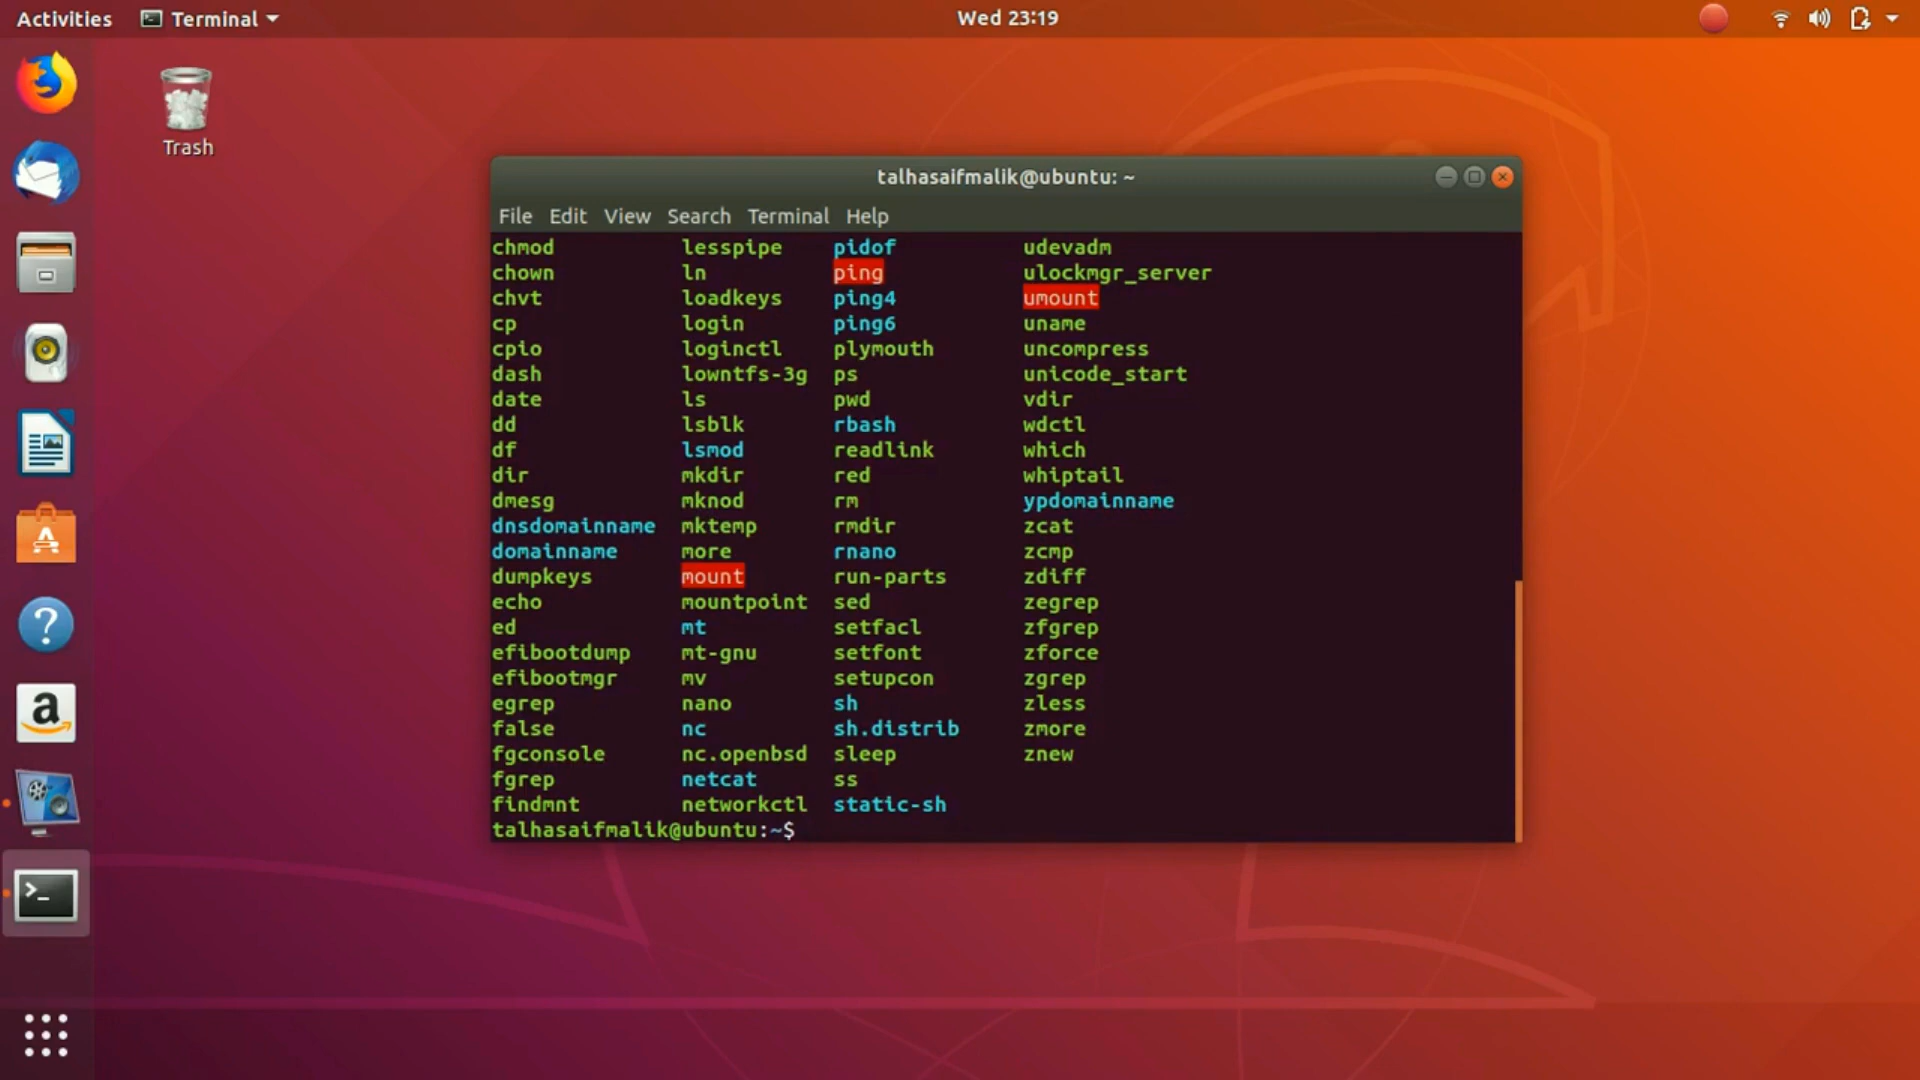 Activities Terminal Wed 23:19
Trash
talhasaifmalik@ubuntu: ~
File Edit View Search Terminal Help
chmod lesspipe pidof udevadm
chown ln ping ulockmgr_server
chvt loadkeys ping4 umount
cp login ping6 uname
cpio loginctl plymouth uncompress
dash lowntfs-3g ps unicode_start
date ls pwd vdir
dd lsblk rbash wdctl
df lsmod readlink which
dir mkdir red whiptail
dmesg mknod rm ypdomainname
dnsdomainname mktemp rmdir zcat
domainname more rnano zcmp
dumpkeys mount run-parts zdiff
echo mountpoint sed zegrep
ed mt setfacl zfgrep
efibootdump mt-gnu setfont zforce
efibootmgr mv setupcon zgrep
egrep nano sh zless
false nc sh.distrib zmore
fgconsole nc.openbsd sleep znew
fgrep netcat ss
findmnt networkctl static-sh
talhasaifmalik@ubuntu:~$